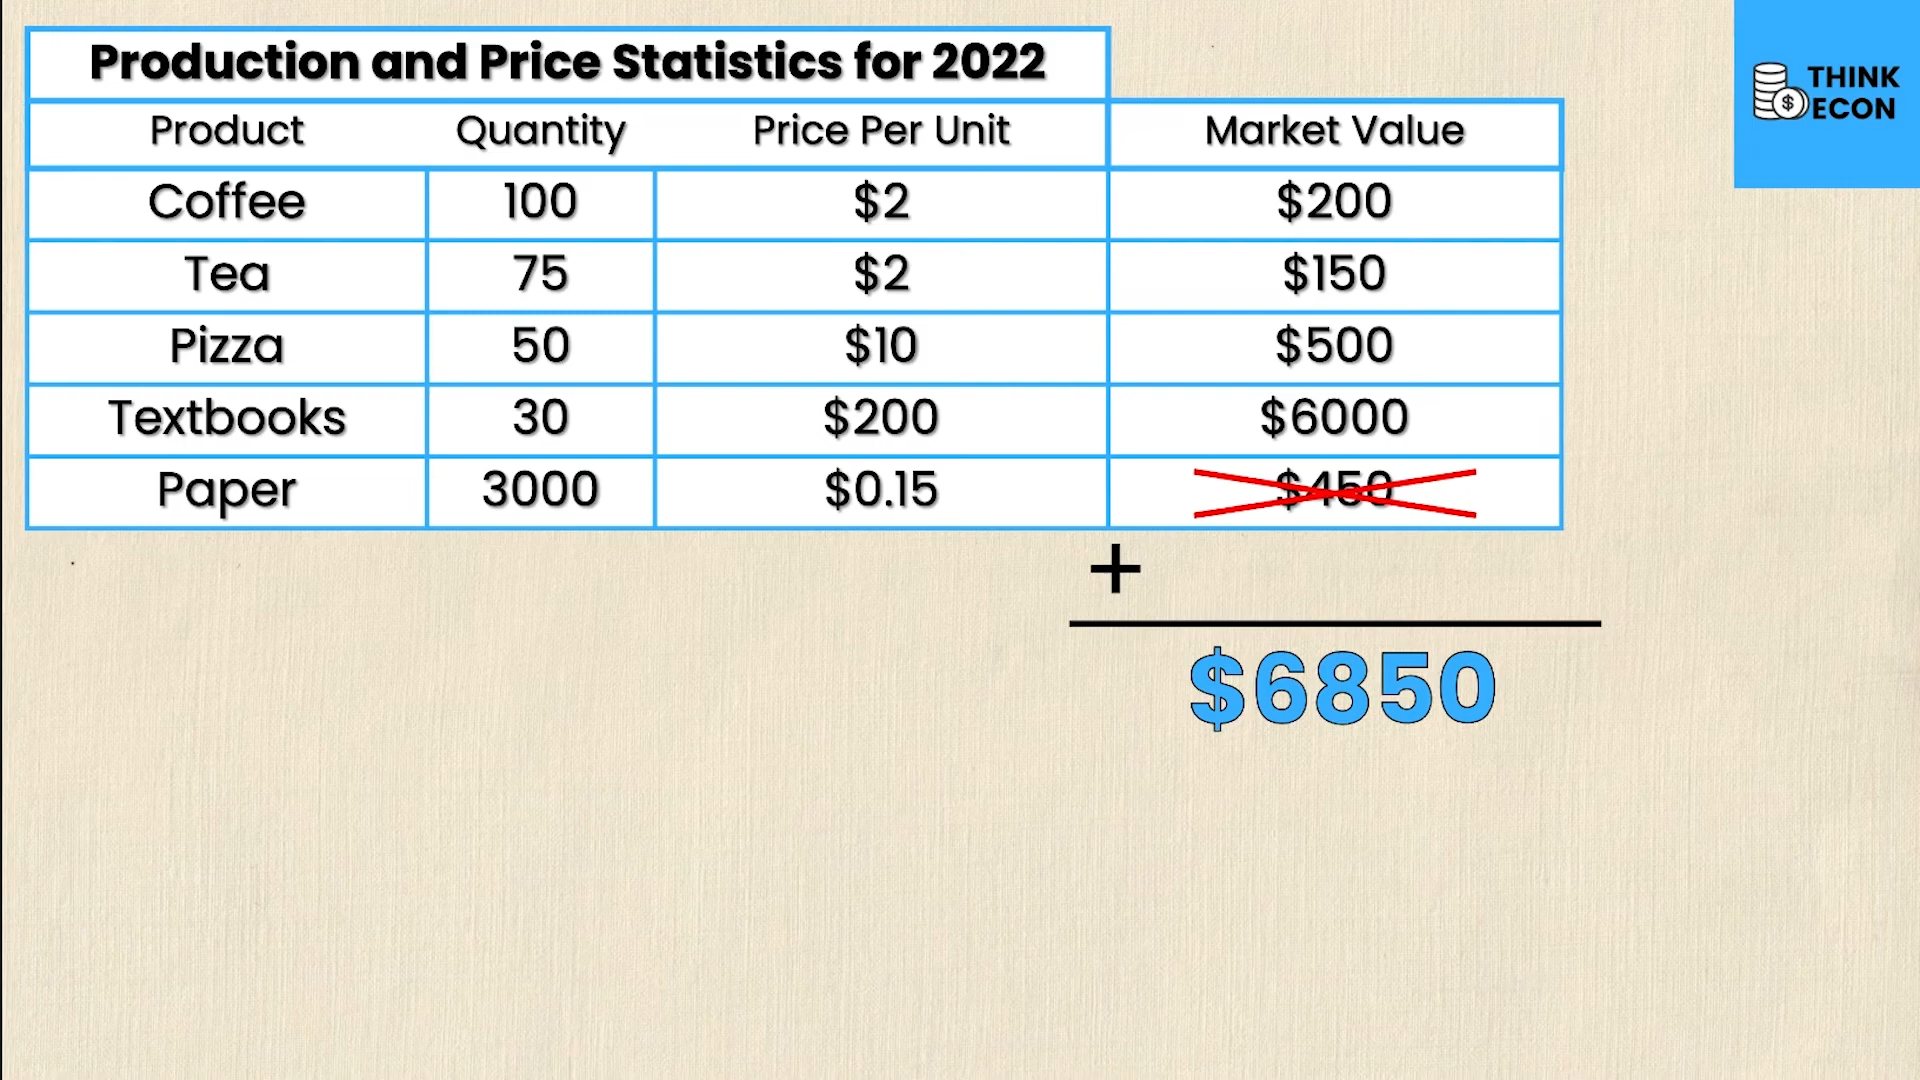 Production and Price Statistics for 2022
THINK
ECON
Product Quantity Price Per Unit Market Value
Coffee 100 $2 $200
Tea 75 $2 $150
Pizza 50 $10 $500
Textbooks 30 $200 $6000
Paper 3000 $0.15 $450
+
$6850